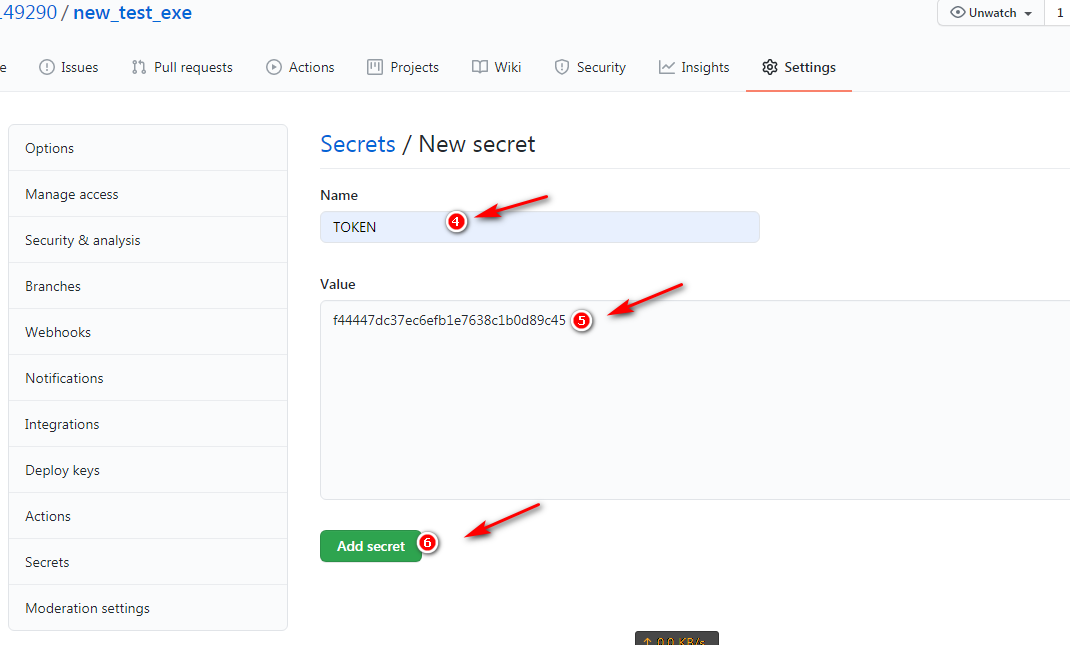 149290 / new_test_exe
Unwatch 1
e Issues Pull requests Actions Projects Wiki Security Insights Settings
Options
Manage access
Security & analysis
Branches
Webhooks
Notifications
Integrations
Deploy keys
Actions
Secrets
Moderation settings
Secrets / New secret
Name
TOKEN 4
Value
f44447dc37ec6efb1e7638c1b0d89c45 5
Add secret 6
↑ 0.0 KB/s